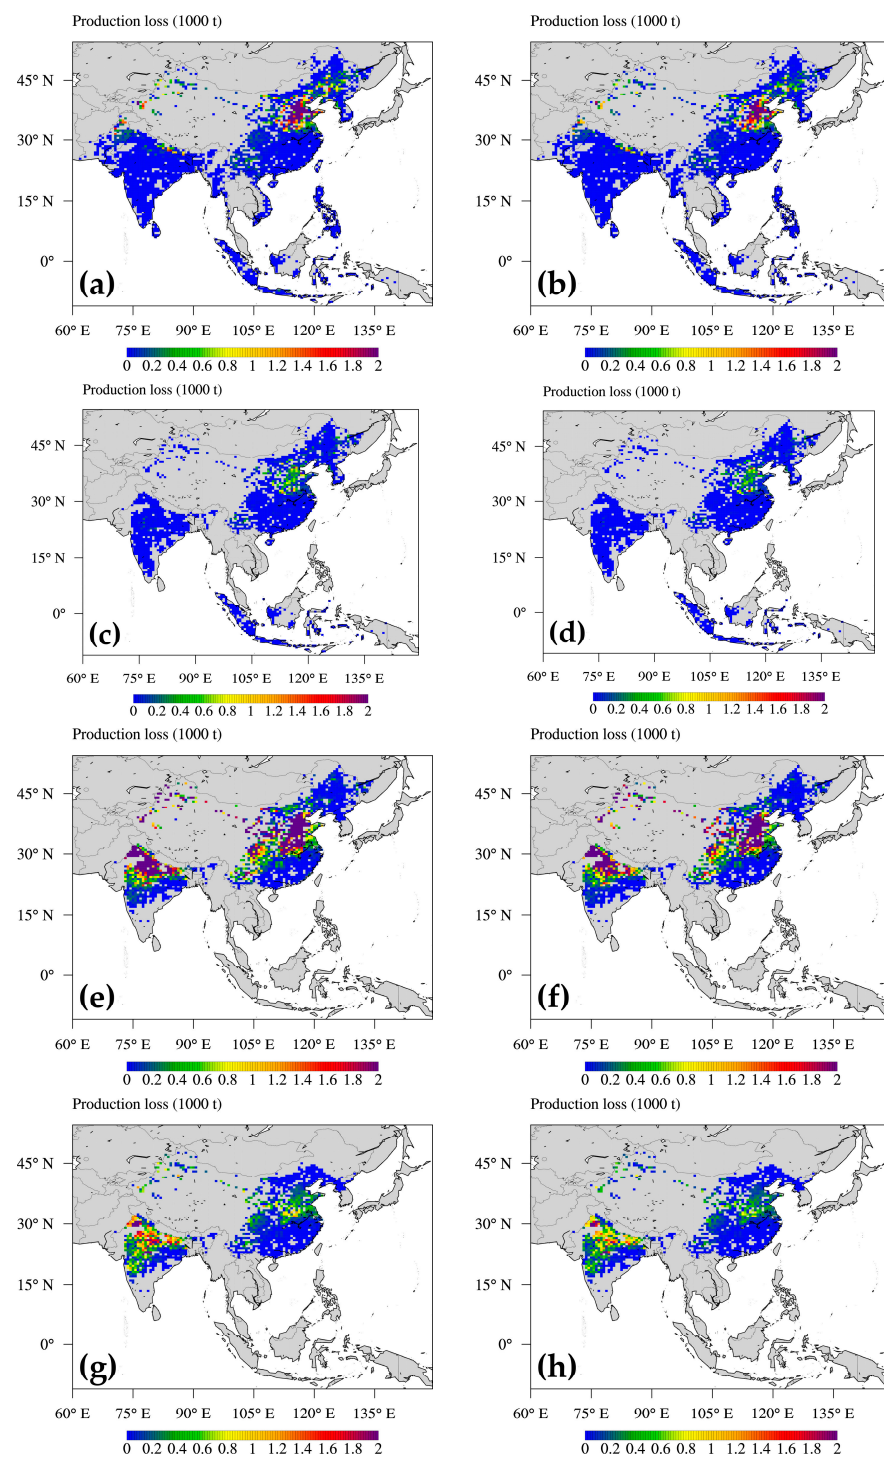 Production loss (1000 t)
Production loss (1000 t)
45° N
30° N
15° N
0°
(a)
60° E 75° E 90° E 105° E 120° E 135° E
0 0.2 0.4 0.6 0.8 1 1.2 1.4 1.6 1.8 2
45° N
30° N
15° N
0°
(b)
60° E 75° E 90° E 105° E 120° E 135° E
0 0.2 0.4 0.6 0.8 1 1.2 1.4 1.6 1.8 2
Production loss (1000 t)
Production loss (1000 t)
45° N
30° N
15° N
0°
(c)
60° E 75° E 90° E 105° E 120° E 135° E
0 0.2 0.4 0.6 0.8 1 1.2 1.4 1.6 1.8 2
45° N
30° N
15° N
0°
(d)
60° E 75° E 90° E 105° E 120° E 135° E
0 0.2 0.4 0.6 0.8 1 1.2 1.4 1.6 1.8 2
Production loss (1000 t)
Production loss (1000 t)
45° N
30° N
15° N
0°
(e)
60° E 75° E 90° E 105° E 120° E 135° E
0 0.2 0.4 0.6 0.8 1 1.2 1.4 1.6 1.8 2
45° N
30° N
15° N
0°
(f)
60° E 75° E 90° E 105° E 120° E 135° E
0 0.2 0.4 0.6 0.8 1 1.2 1.4 1.6 1.8 2
Production loss (1000 t)
Production loss (1000 t)
45° N
30° N
15° N
0°
(g)
60° E 75° E 90° E 105° E 120° E 135° E
0 0.2 0.4 0.6 0.8 1 1.2 1.4 1.6 1.8 2
45° N
30° N
15° N
0°
(h)
60° E 75° E 90° E 105° E 120° E 135° E
0 0.2 0.4 0.6 0.8 1 1.2 1.4 1.6 1.8 2